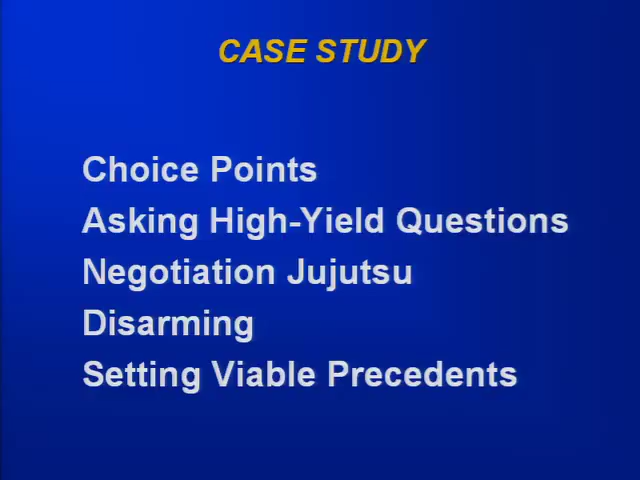 CASE STUDY
Choice Points
Asking High-Yield Questions
Negotiation Jujutsu
Disarming
Setting Viable Precedents